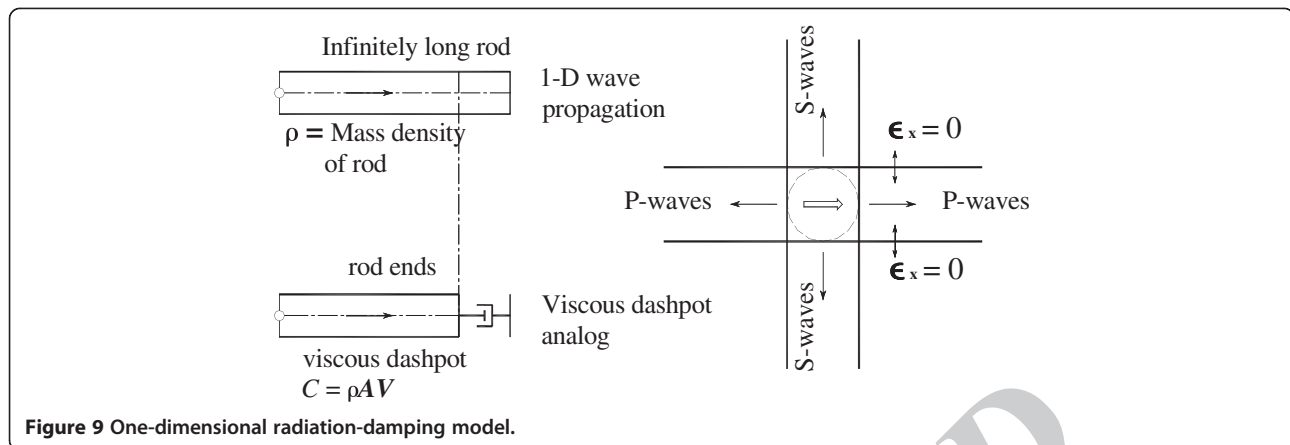 Infinitely long rod
1-D wave
propagation
ρ = Mass density
of rod
rod ends
Viscous dashpot
analog
viscous dashpot
C = ρAV
S-waves
ϵx = 0
P-waves
P-waves
ϵx = 0
S-waves
Figure 9 One-dimensional radiation-damping model.